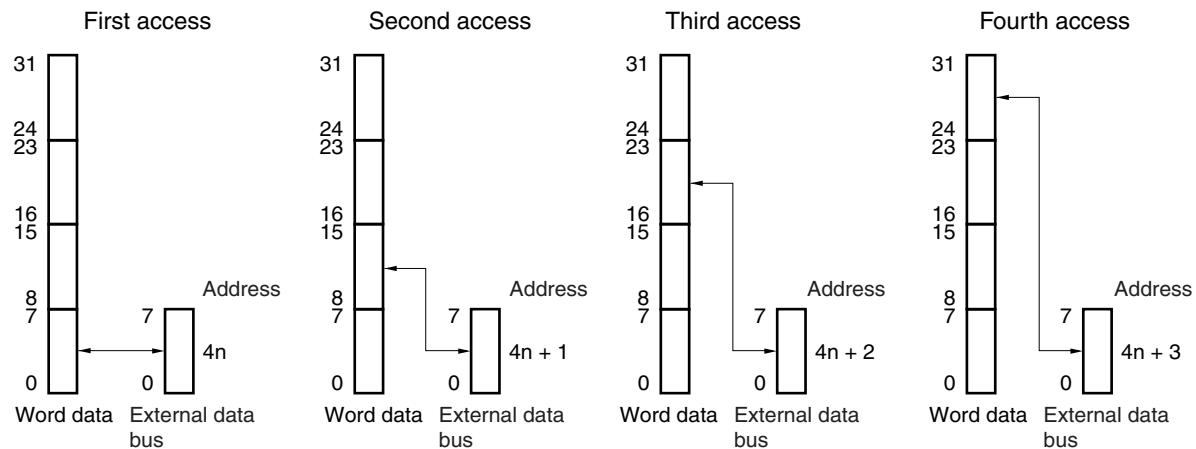 First access
Second access
Third access
Fourth access
31
31
31
31
24
24
24
24
23
23
23
23
16
16
16
16
15
15
15
15
Address
Address
Address
Address
8
8
8
8
7
7
7
7
7
7
7
7
4n
4n + 1
4n + 2
4n + 3
0
0
0
0
0
0
0
0
Word data
External data
bus
Word data
External data
bus
Word data
External data
bus
Word data
External data
bus